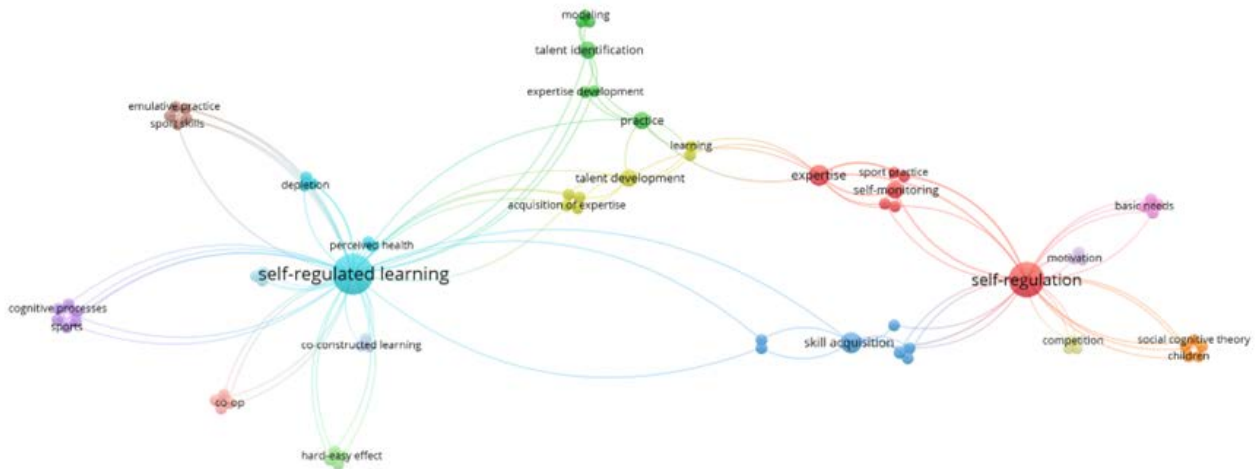 modeling
talent identification
expertise development
practice
learning
talent development
acquisition of expertise
emulative practice
sport skills
depletion
perceived health
self-regulated learning
cognitive processes
sports
co-constructed learning
co-op
hard-easy effect
expertise
sport practice
self-monitoring
basic needs
motivation
self-regulation
skill acquisition
competition
social cognitive theory
children